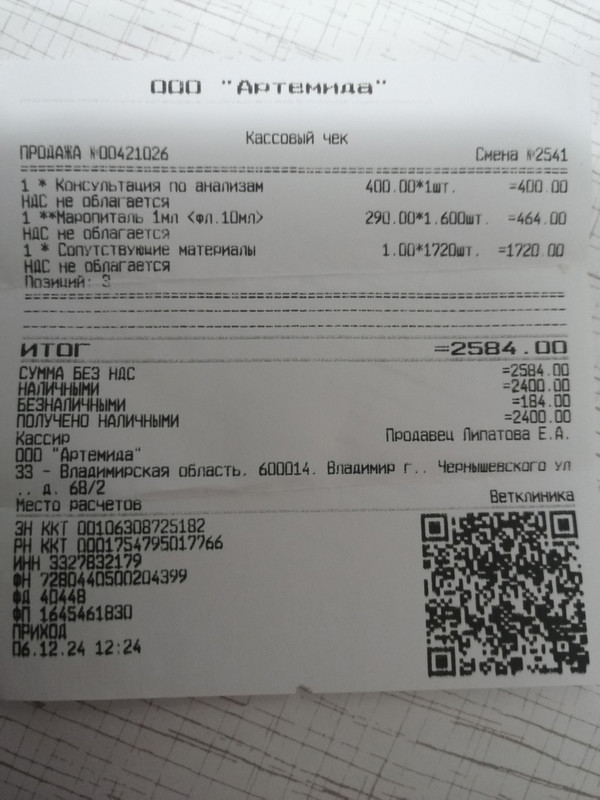 ООО "Артемида"
Кассовый чек
ПРОДАЖА №00421026 Смена №2541
1 * Консультация по анализам 400.00*1шт. =400.00
НДС не облагается
1 **Маропиталь 1мл <фл.10мл> 290.00*1.600шт. =464.00
НДС не облагается
1 * Сопутствующие материалы 1.00*1720шт. =1720.00
НДС не облагается
Позиций: 3
ИТОГ =2584.00
СУММА БЕЗ НДС =2584.00
НАЛИЧНЫМИ =2400.00
БЕЗНАЛИЧНЫМИ =184.00
ПОЛУЧЕНО НАЛИЧНЫМИ =2400.00
Кассир Продавец Липатова Е.А.
ООО "Артемида"
33 - Владимирская область, 600014, Владимир г., Чернышевского ул
., д. 68/2
Место расчетов Ветклиника
ЗН ККТ 00106308725182
РН ККТ 0001754795017766
ИНН 3327832179
ФН 7280440500204399
ФД 40448
ФП 1645461830
ПРИХОД
06.12.24 12:24